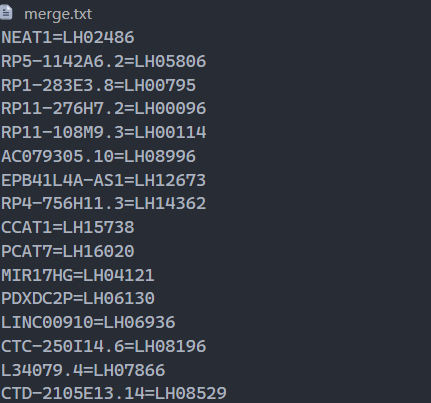 merge.txt
NEAT1=LH02486
RP5-1142A6.2=LH05806
RP1-283E3.8=LH00795
RP11-276H7.2=LH00096
RP11-108M9.3=LH00114
AC079305.10=LH08996
EPB41L4A-AS1=LH12673
RP4-756H11.3=LH14362
CCAT1=LH15738
PCAT7=LH16020
MIR17HG=LH04121
PDXDC2P=LH06130
LINC00910=LH06936
CTC-250I14.6=LH08196
L34079.4=LH07866
CTD-2105E13.14=LH08529